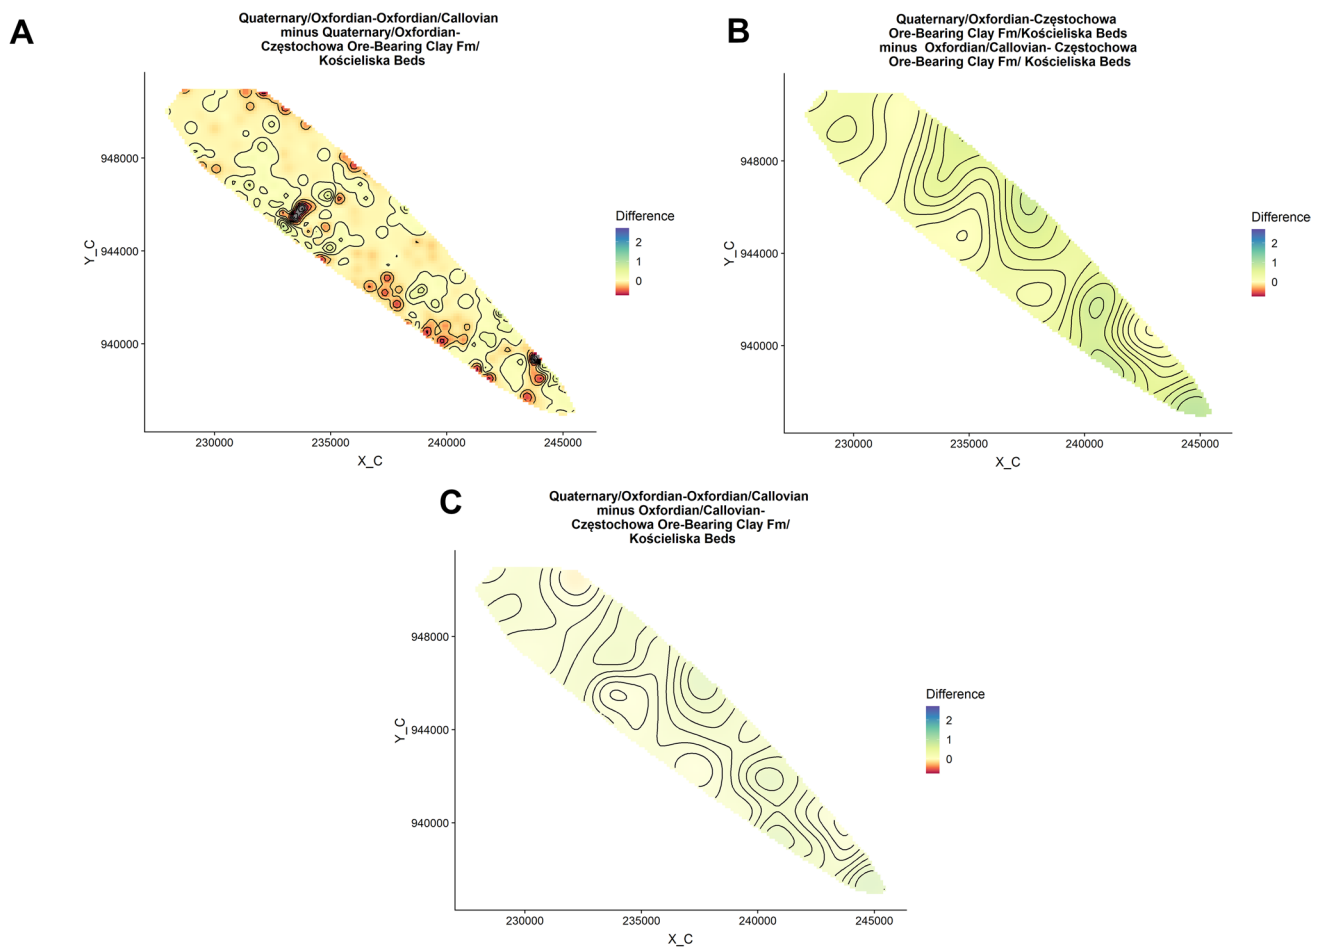 A
Quaternary/Oxfordian-Oxfordian/Callovian
minus Quaternary/Oxfordian-
Częstochowa Ore-Bearing Clay Fm/
Kościeliska Beds
948000
944000
940000
Y_C
230000
235000
240000
245000
X_C
Difference
2
1
0
B
Quaternary/Oxfordian-Częstochowa
Ore-Bearing Clay Fm/Kościeliska Beds
minus Oxfordian/Callovian- Częstochowa
Ore-Bearing Clay Fm/ Kościeliska Beds
948000
944000
940000
Y_C
230000
235000
240000
245000
X_C
Difference
2
1
0
C
Quaternary/Oxfordian-Oxfordian/Callovian
minus Oxfordian/Callovian-
Częstochowa Ore-Bearing Clay Fm/
Kościeliska Beds
948000
944000
940000
Y_C
230000
235000
240000
245000
X_C
Difference
2
1
0